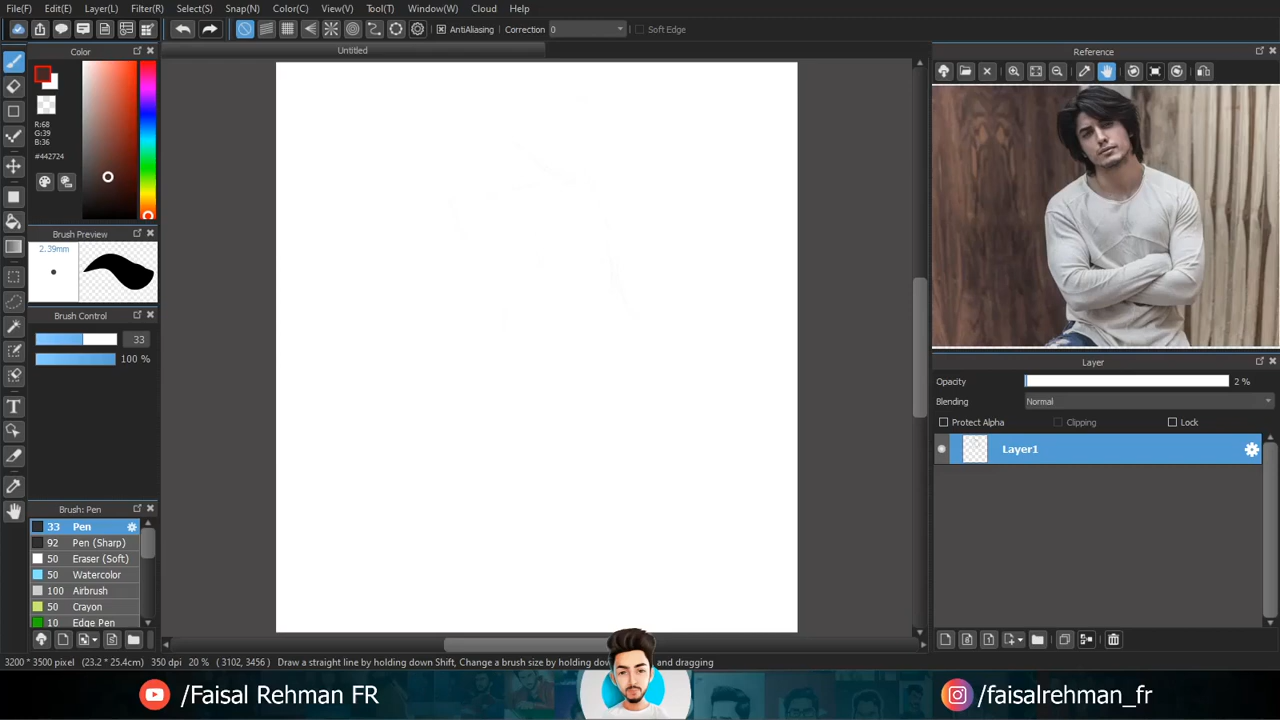 File(F) Edit(E) Layer(L) Filter(R) Select(S) Snap(N) Color(C) View(V) Tool(T) Window(W) Cloud Help
AntiAliasing Correction 0 Soft Edge
Untitled
Color
R:68
G:39
B:36
#442724
Brush Preview
2.39mm
Brush Control
33
100 %
Brush: Pen
33 Pen
92 Pen (Sharp)
50 Eraser (Soft)
50 Watercolor
100 Airbrush
50 Crayon
10 Edge Pen
Reference
Layer
Opacity 2 %
Blending Normal
Protect Alpha Clipping Lock
Layer1
3200 * 3500 pixel (23.2 * 25.4cm) 350 dpi 20 % ( 3102, 3456) Draw a straight line by holding down Shift, Change a brush size by holding dow and dragging
/Faisal Rehman FR
/faisalrehman_fr